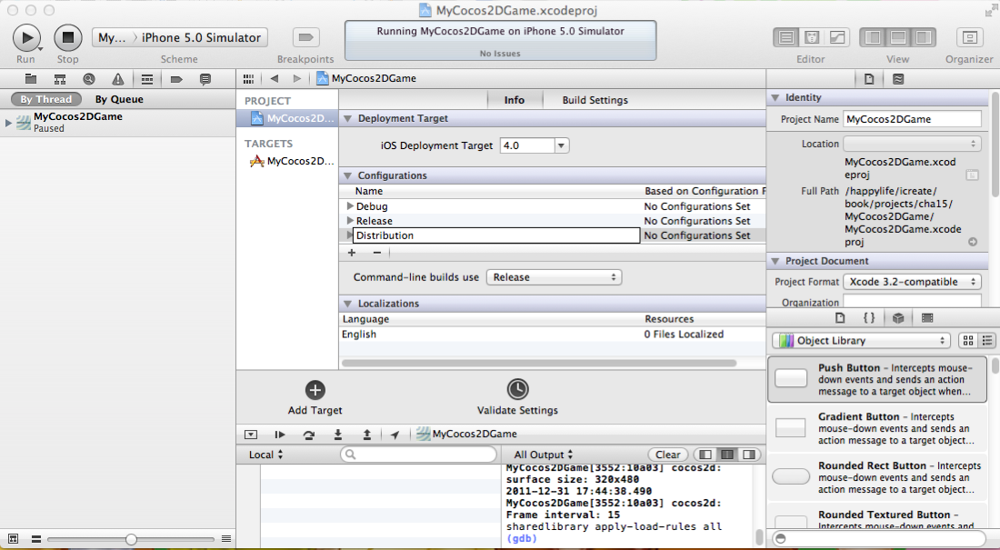 MyCocos2DGame.xcodeproj
My... iPhone 5.0 Simulator
Running MyCocos2DGame on iPhone 5.0 Simulator
No Issues
Run
Stop
Scheme
Breakpoints
Editor
View
Organizer
By Thread
By Queue
MyCocos2DGame
Paused
MyCocos2DGame
PROJECT
MyCocos2D...
TARGETS
MyCocos2D...
Info
Build Settings
Deployment Target
iOS Deployment Target
4.0
Configurations
Name
Based on Configuration F
Debug
No Configurations Set
Release
No Configurations Set
Distribution
No Configurations Set
+ −
Command-line builds use
Release
Localizations
Language
Resources
English
0 Files Localized
Add Target
Validate Settings
MyCocos2DGame
Local
All Output
Clear
MyCocos2DGame[3552:10a03] cocos2d:
surface size: 320x480
2011-12-31 17:44:38.490
MyCocos2DGame[3552:10a03] cocos2d:
Frame interval: 15
sharedlibrary apply-load-rules all
(gdb)
Identity
Project Name
MyCocos2DGame
Location
MyCocos2DGame.xcod
eproj
Full Path
/happylife/icreate/
book/projects/cha15/
MyCocos2DGame/
MyCocos2DGame.xcode
proj
Project Document
Project Format
Xcode 3.2-compatible
Organization
{ }
Object Library
Push Button – Intercepts mouse-
down events and sends an action
message to a target object when...
Gradient Button – Intercepts
mouse-down events and sends an
action message to a target object...
Rounded Rect Button – Intercepts
mouse-down events and sends an
action message to a target object...
Rounded Textured Button –
Intercepts mouse-down events and